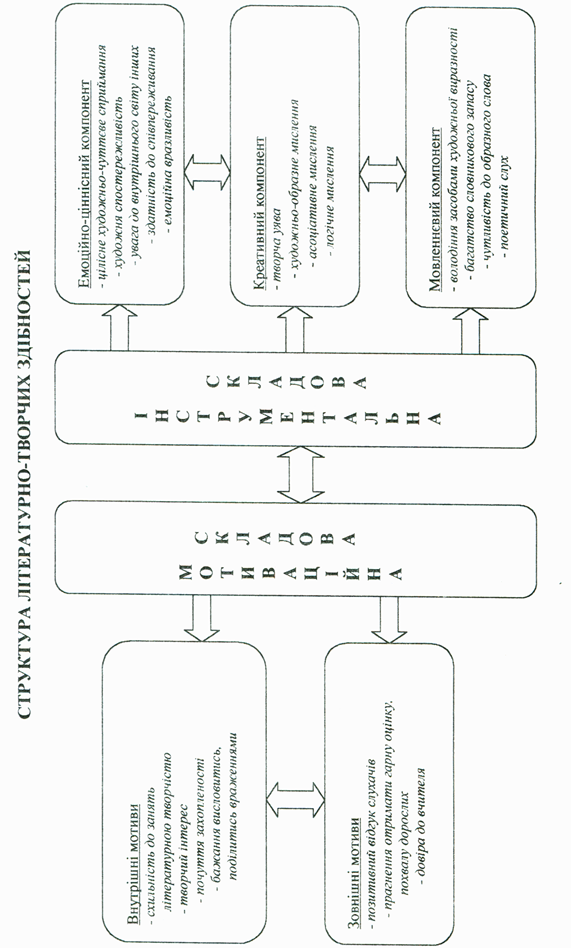 СТРУКТУРА ЛІТЕРАТУРНО-ТВОРЧИХ ЗДІБНОСТЕЙ
Внутрішні мотиви
- схильність до занять
літературною творчістю
- творчий інтерес
- почуття захопленості
- бажання висловитись,
поділитись враженнями
Зовнішні мотиви
- позитивний відгук слухачів
- прагнення отримати гарну оцінку,
похвалу дорослих
- довіра до вчителя
МОТИВАЦІЙНА
СКЛАДОВА
ІНСТРУМЕНТАЛЬНА
СКЛАДОВА
Емоційно-ціннісний компонент
- цілісне художньо-чуттєве сприймання
- художня спостережливість
- увага до внутрішнього світу інших
- здатність до співпереживання
- емоційна вразливість
Креативний компонент
- творча уява
- художньо-образне мислення
- асоціативне мислення
- логічне мислення
Мовленнєвий компонент
- володіння засобами художньої виразності
- багатство словникового запасу
- чутливість до образного слова
- поетичний слух